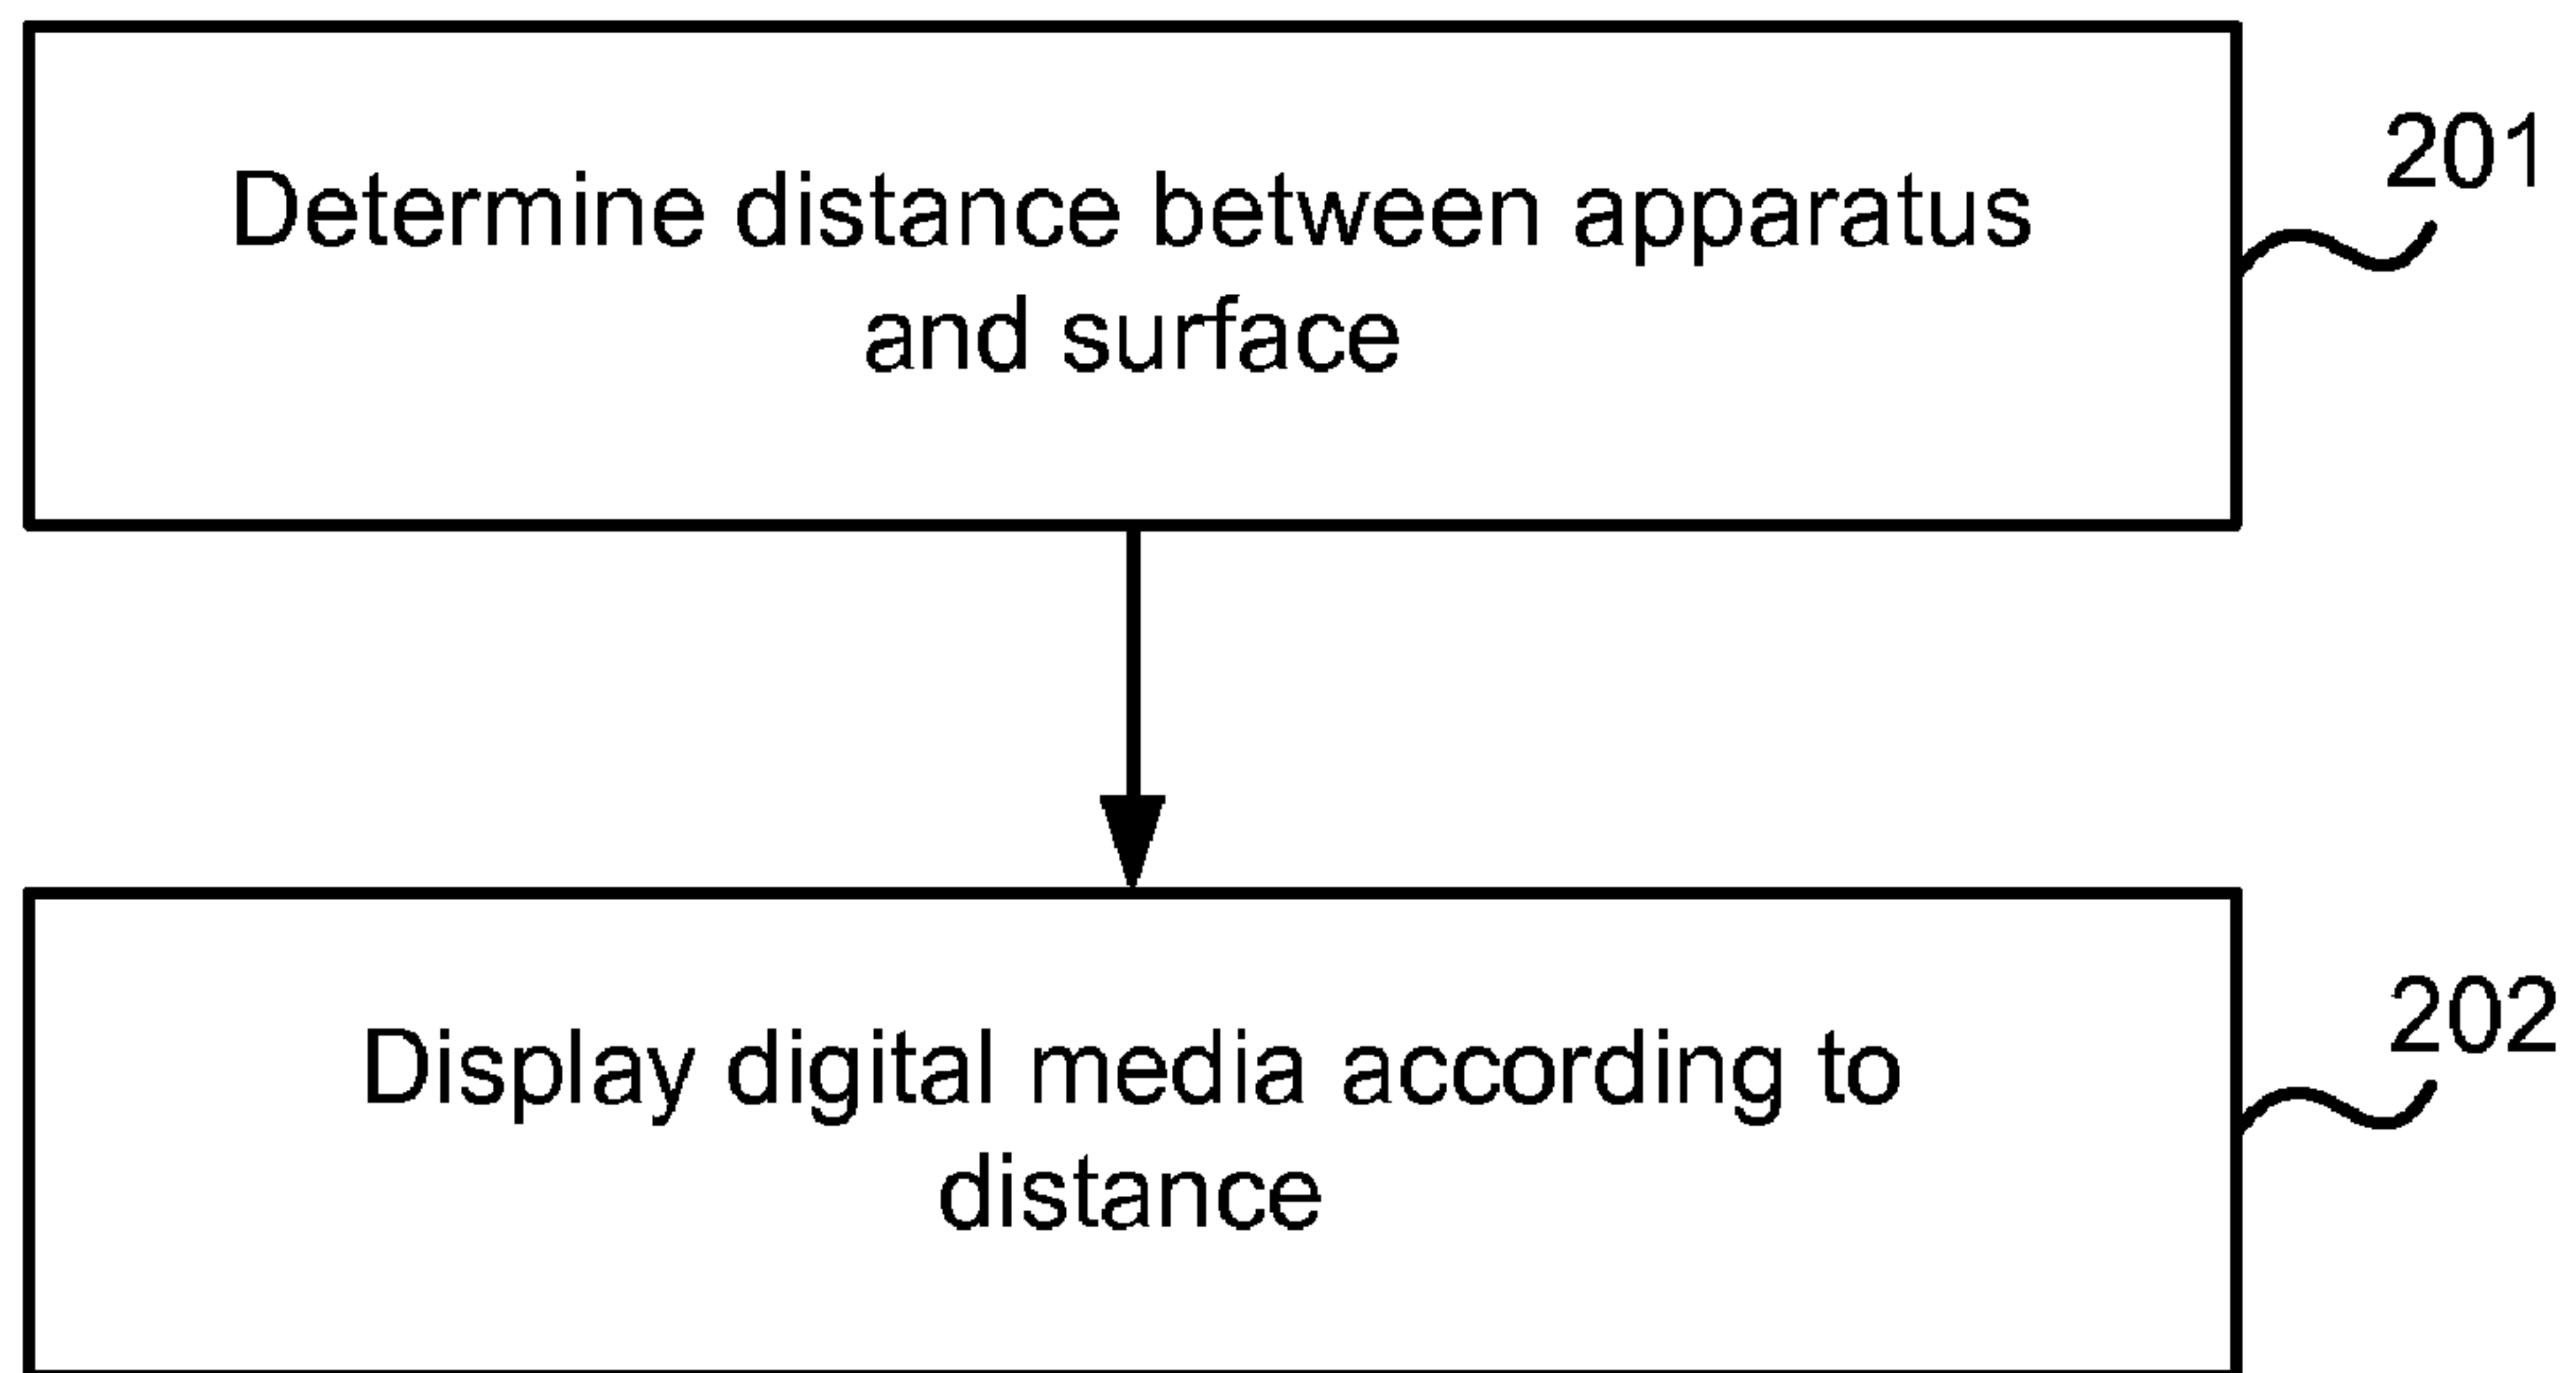 Determine distance between apparatus
and surface
201
Display digital media according to
distance
202